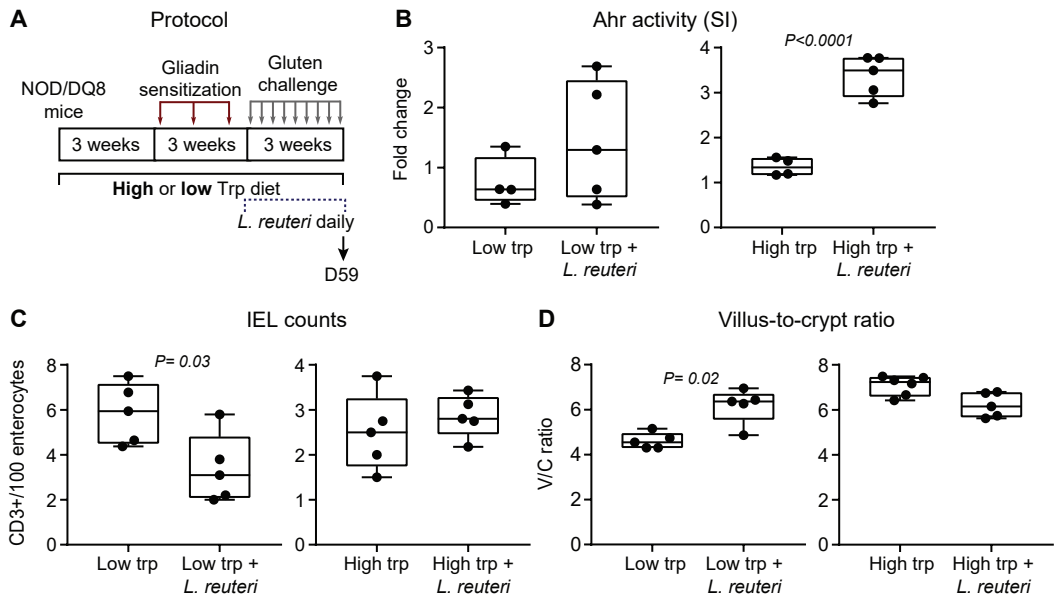 A
Protocol
NOD/DQ8
mice
Gliadin
sensitization
Gluten
challenge
3 weeks 3 weeks 3 weeks
High or low Trp diet
L. reuteri daily
D59
B
Ahr activity (SI)
Fold change
3
2
1
0
Low trp
Low trp +
L. reuteri
P<0.0001
4
3
2
1
0
High trp
High trp +
L. reuteri
C
IEL counts
CD3+/100 enterocytes
8
6
4
2
0
P= 0.03
Low trp
Low trp +
L. reuteri
4
3
2
1
0
High trp
High trp +
L. reuteri
D
Villus-to-crypt ratio
V/C ratio
8
6
4
2
0
P= 0.02
Low trp
Low trp +
L. reuteri
8
6
4
2
0
High trp
High trp +
L. reuteri